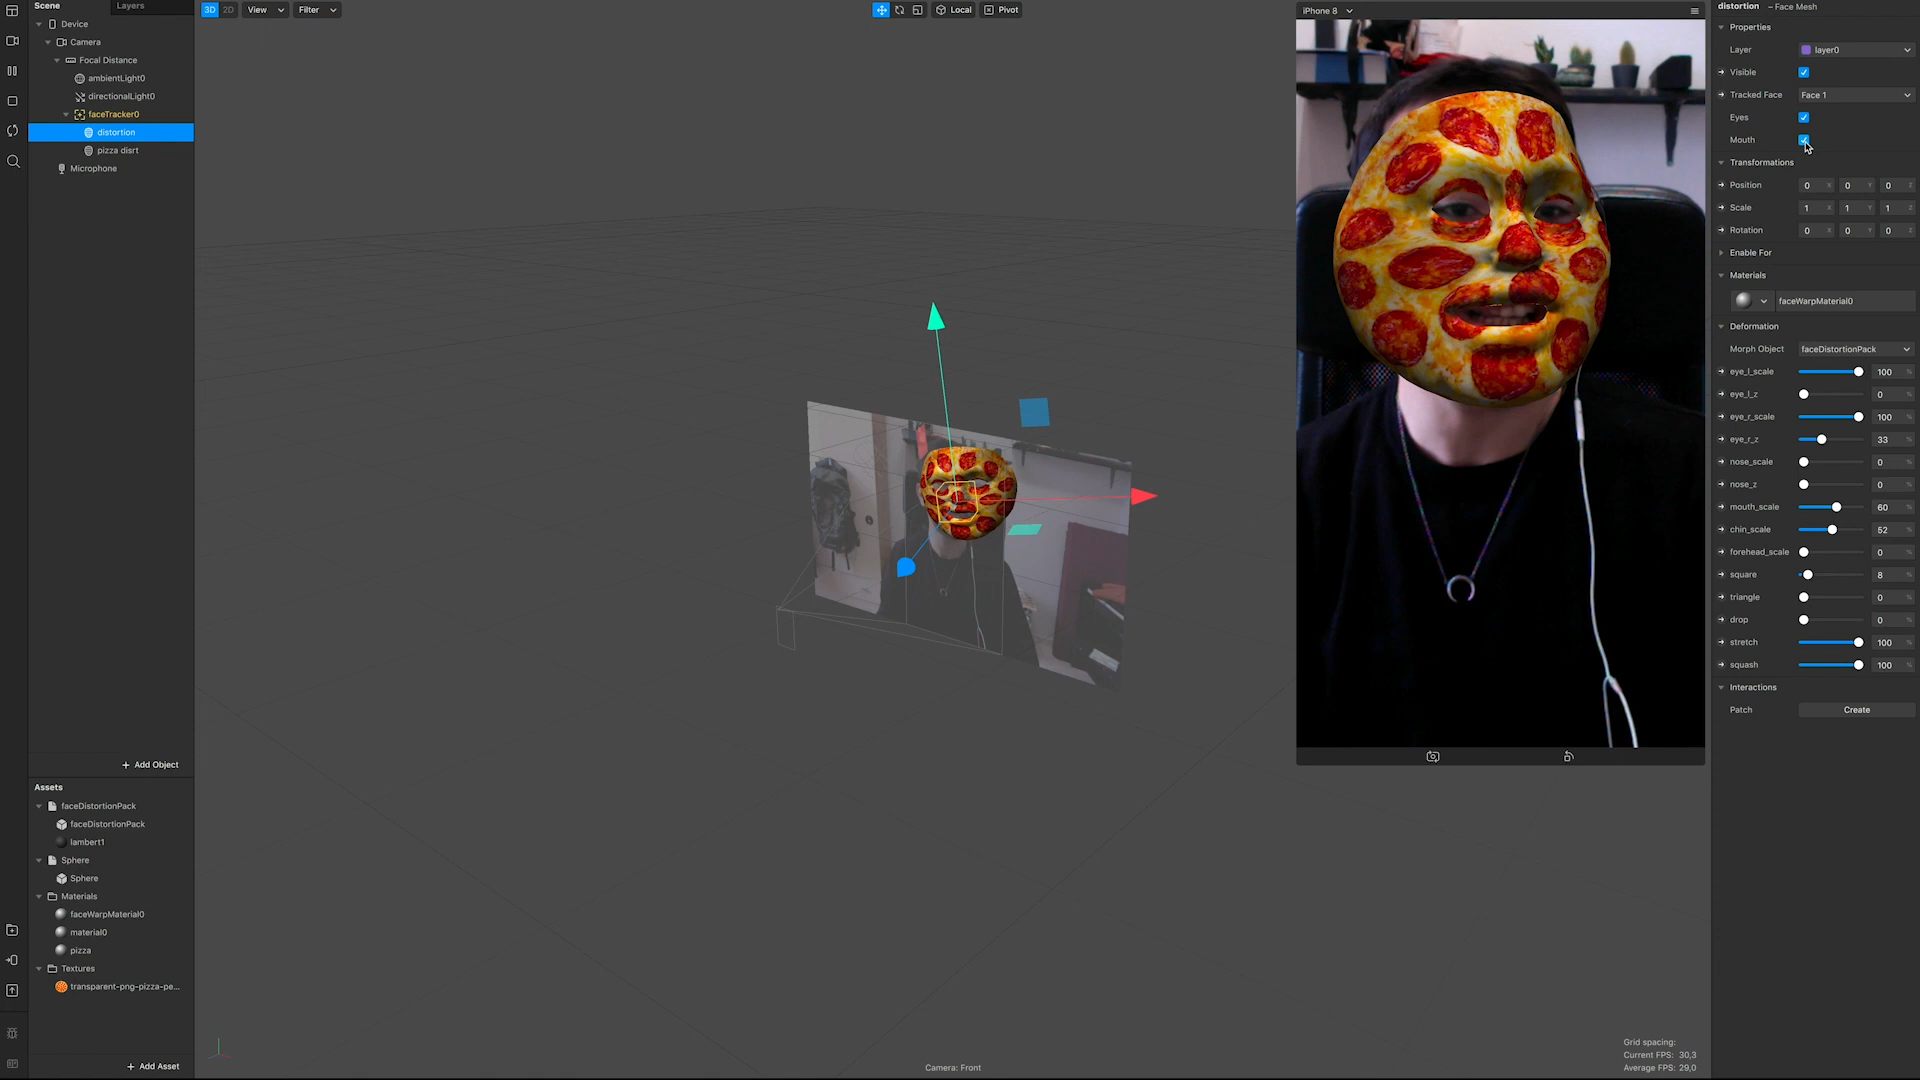 Scene
Layers
Device
Camera
Focal Distance
ambientLight0
directionalLight0
faceTracker0
distortion
pizza disrt
Microphone
+ Add Object
Assets
faceDistortionPack
faceDistortionPack
lambert1
Sphere
Sphere
Materials
faceWarpMaterial0
material0
pizza
Textures
transparent-png-pizza-pe...
+ Add Asset
3D 2D View Filter
Local Pivot
Camera: Front
Grid spacing:
Current FPS: 30,3
Average FPS: 29,0
iPhone 8
distortion – Face Mesh
Properties
Layer layer0
Visible
Tracked Face Face 1
Eyes
Mouth
Transformations
Position 0 X 0 Y 0 Z
Scale 1 X 1 Y 1 Z
Rotation 0 X 0 Y 0 Z
Enable For
Materials
faceWarpMaterial0
Deformation
Morph Object faceDistortionPack
eye_l_scale 100 %
eye_l_z 0 %
eye_r_scale 100 %
eye_r_z 33 %
nose_scale 0 %
nose_z 0 %
mouth_scale 60 %
chin_scale 52 %
forehead_scale 0 %
square 8 %
triangle 0 %
drop 0 %
stretch 100 %
squash 100 %
Interactions
Patch Create